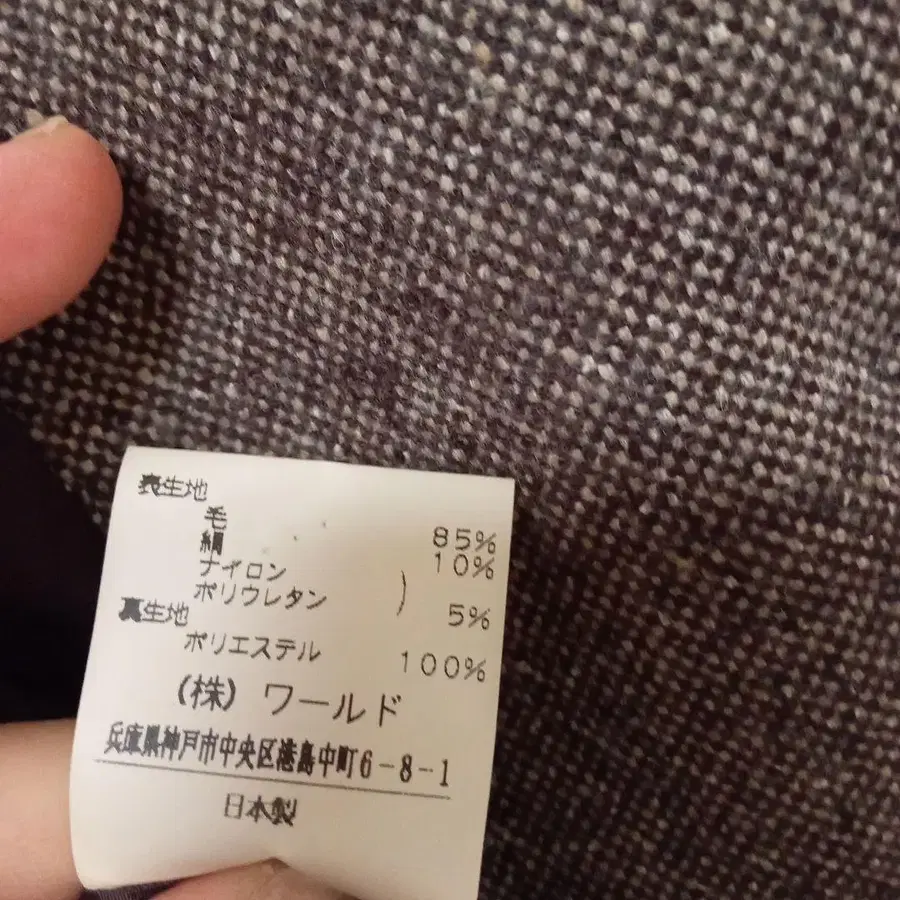 表生地
毛 85%
絹 10%
ナイロン
ポリウレタン ) 5%
裏生地
ポリエステル 100%
(株) ワールド
兵庫県神戸市中央区港島中町6-8-1
日本製